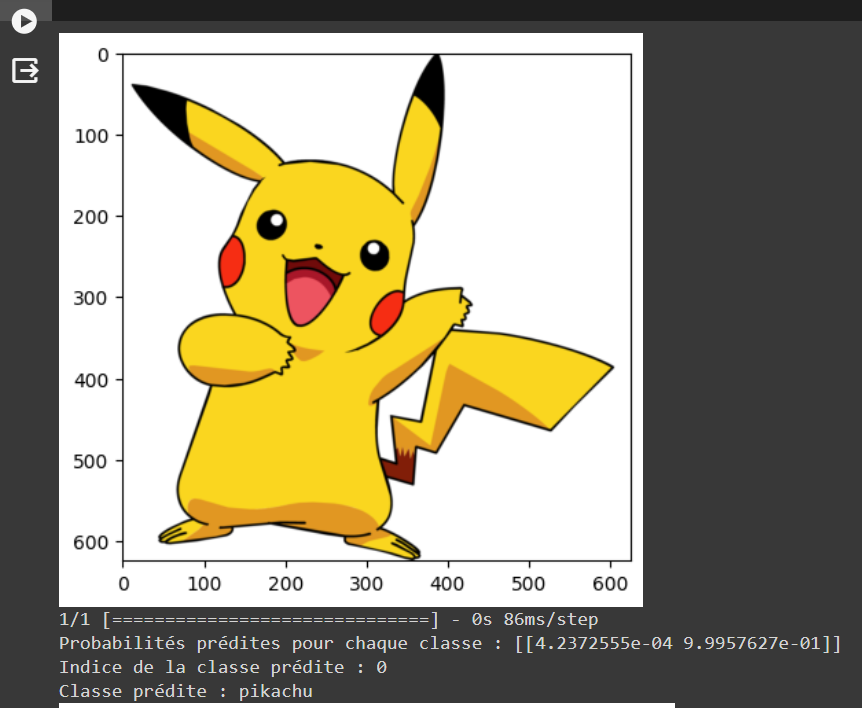 0
100
200
300
400
500
600
0 100 200 300 400 500 600
1/1 [==============================] - 0s 86ms/step
Probabilités prédites pour chaque classe : [[4.2372555e-04 9.9957627e-01]]
Indice de la classe prédite : 0
Classe prédite : pikachu